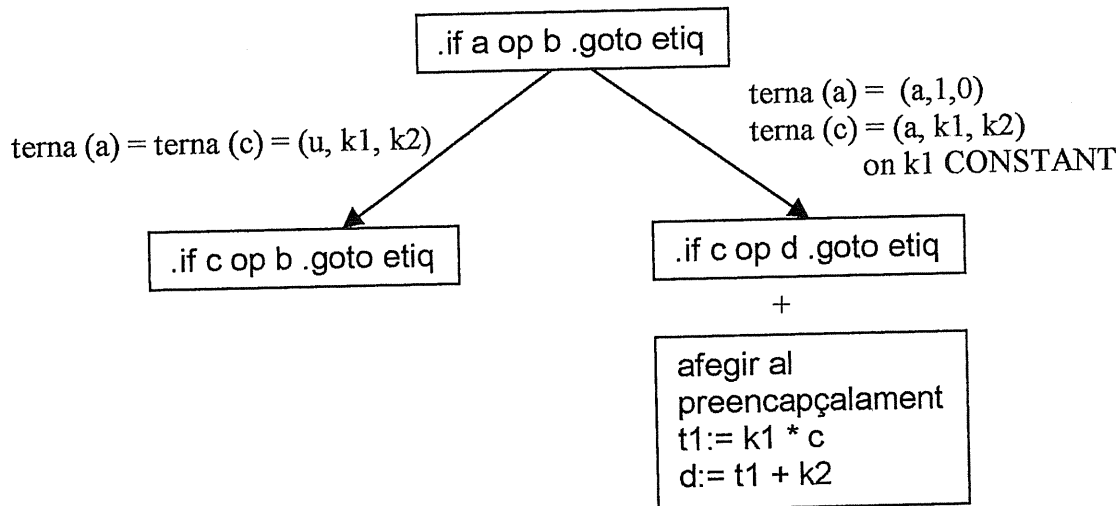 .if a op b .goto etiq
terna (a) = (a,1,0)
terna (c) = (a, k1, k2)
on k1 CONSTANT
terna (a) = terna (c) = (u, k1, k2)
.if c op b .goto etiq
.if c op d .goto etiq
+
afegir al
preencapçalament
t1:= k1 * c
d:= t1 + k2